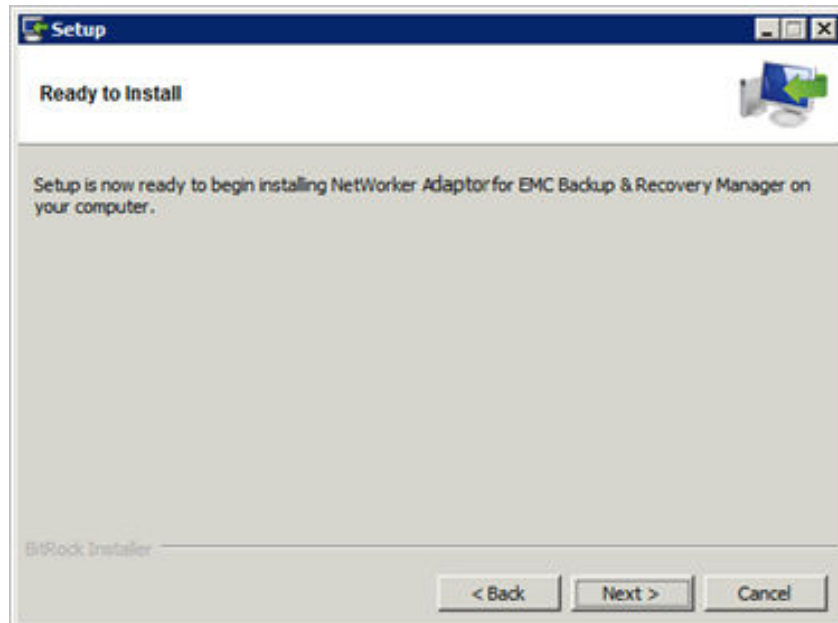 Setup
Ready to Install
Setup is now ready to begin installing NetWorker Adaptor for EMC Backup & Recovery Manager on
your computer.
BitRock Installer
< Back
Next >
Cancel